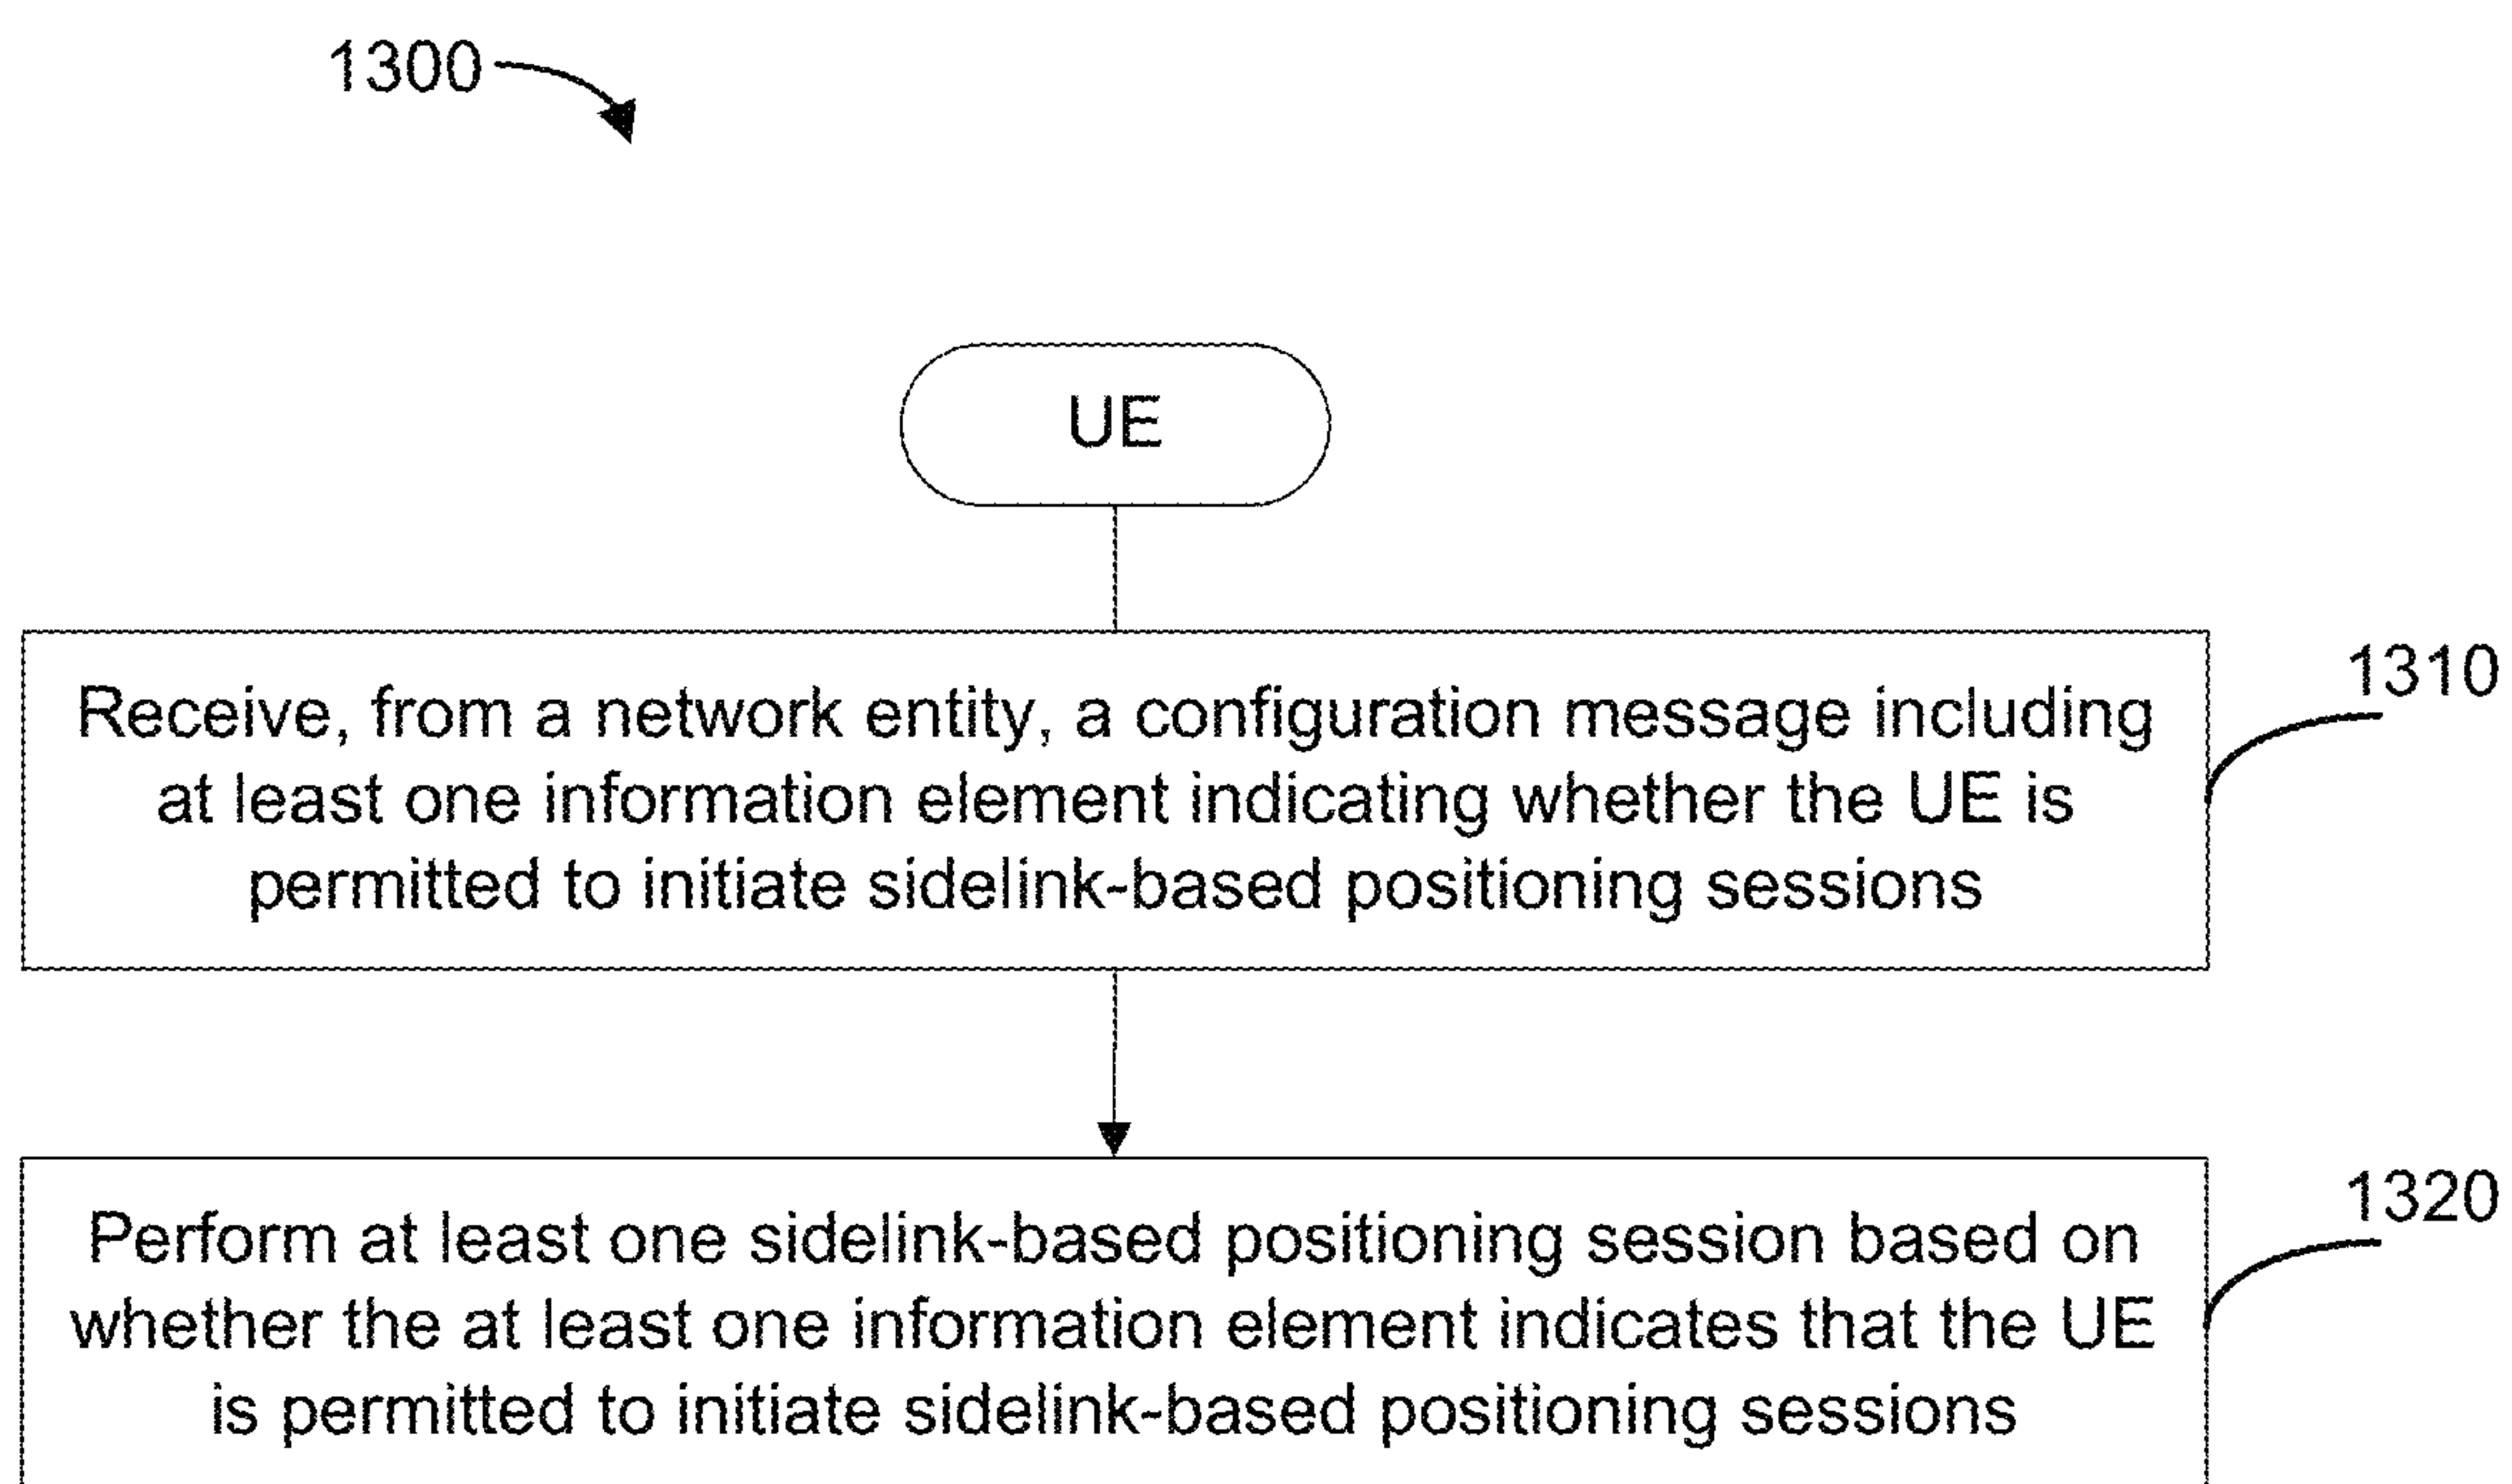 1300
UE
1310
Receive, from a network entity, a configuration message including
at least one information element indicating whether the UE is
permitted to initiate sidelink-based positioning sessions
1320
Perform at least one sidelink-based positioning session based on
whether the at least one information element indicates that the UE
is permitted to initiate sidelink-based positioning sessions